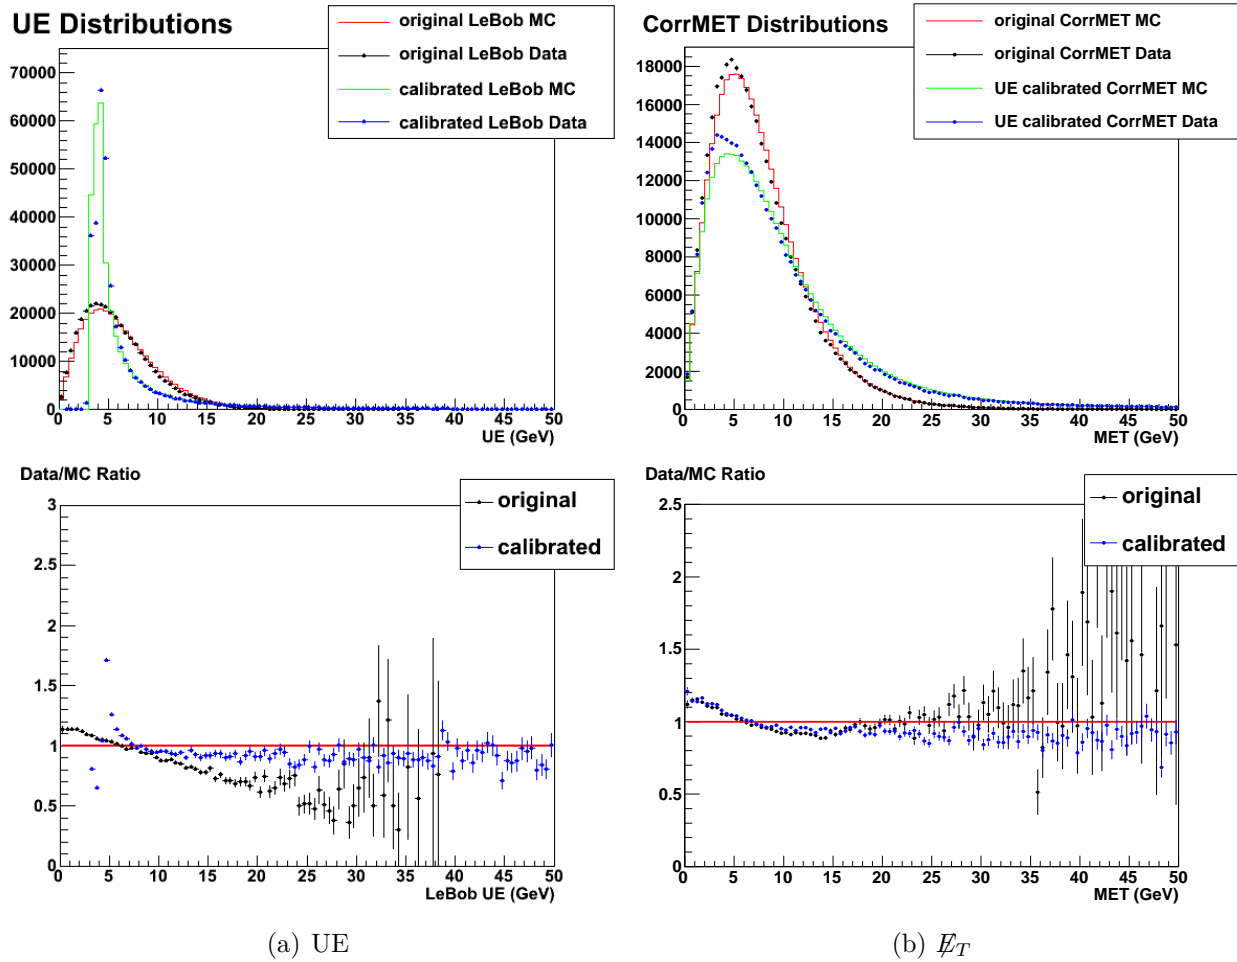 UE Distributions
original LeBob MC
original LeBob Data
calibrated LeBob MC
calibrated LeBob Data
70000
60000
50000
40000
30000
20000
10000
0
0 5 10 15 20 25 30 35 40 45 50
UE (GeV)
CorrMET Distributions
original CorrMET MC
original CorrMET Data
UE calibrated CorrMET MC
UE calibrated CorrMET Data
18000
16000
14000
12000
10000
8000
6000
4000
2000
0
0 5 10 15 20 25 30 35 40 45 50
MET (GeV)
Data/MC Ratio
original
calibrated
3
2.5
2
1.5
1
0.5
0
0 5 10 15 20 25 30 35 40 45 50
LeBob UE (GeV)
Data/MC Ratio
original
calibrated
2.5
2
1.5
1
0.5
0
0 5 10 15 20 25 30 35 40 45 50
MET (GeV)
(a) UE
(b) E̸_T